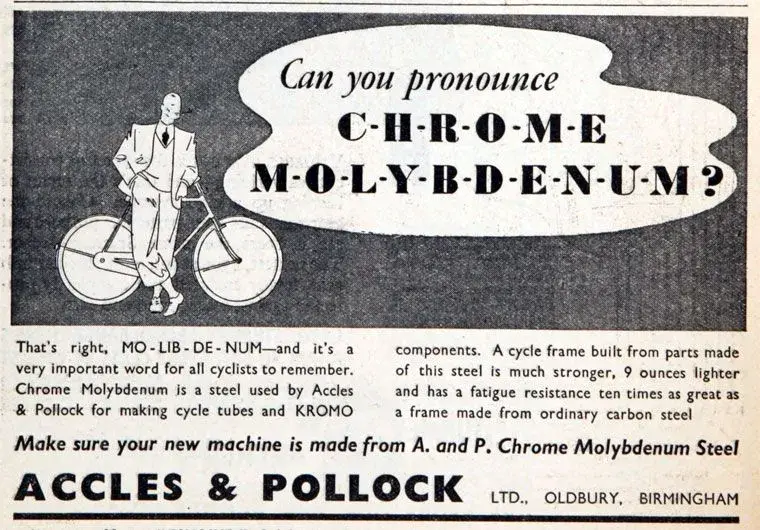 Can you pronounce
C-H-R-O-M-E
M-O-L-Y-B-D-E-N-U-M?
That's right, MO-LIB-DE-NUM—and it's a
very important word for all cyclists to remember.
Chrome Molybdenum is a steel used by Accles
& Pollock for making cycle tubes and KROMO
components. A cycle frame built from parts made
of this steel is much stronger, 9 ounces lighter
and has a fatigue resistance ten times as great as
a frame made from ordinary carbon steel
Make sure your new machine is made from A. and P. Chrome Molybdenum Steel
ACCLES & POLLOCK LTD., OLDBURY, BIRMINGHAM